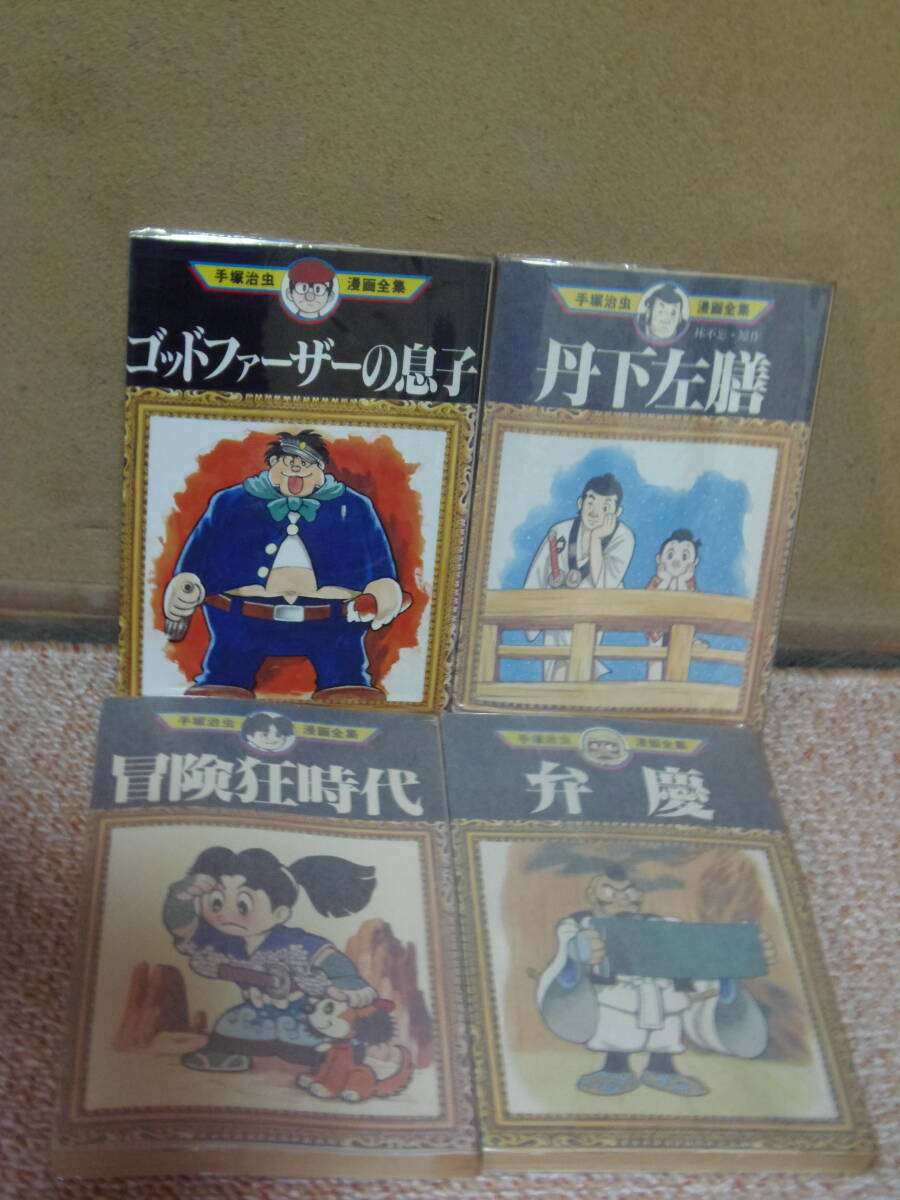 手塚治虫 漫画全集
ゴッドファーザーの息子
手塚治虫 漫画全集
林不忘・原作
丹下左膳
手塚治虫 漫画全集
冒険狂時代
手塚治虫 漫画全集
弁慶